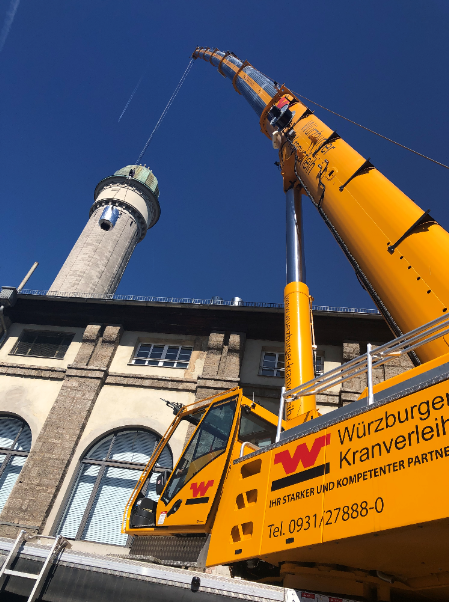 Würzburger
Kranverleih
IHR STARKER UND KOMPETENTER PARTNE
Tel. 0931/27888-0